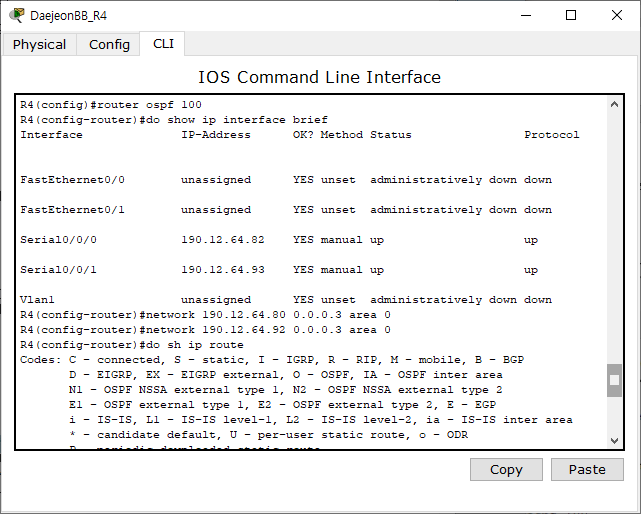 DaejeonBB_R4
Physical Config CLI
IOS Command Line Interface
R4(config)#router ospf 100
R4(config-router)#do show ip interface brief
Interface IP-Address OK? Method Status Protocol
FastEthernet0/0 unassigned YES unset administratively down down
FastEthernet0/1 unassigned YES unset administratively down down
Serial0/0/0 190.12.64.82 YES manual up up
Serial0/0/1 190.12.64.93 YES manual up up
Vlan1 unassigned YES unset administratively down down
R4(config-router)#network 190.12.64.80 0.0.0.3 area 0
R4(config-router)#network 190.12.64.92 0.0.0.3 area 0
R4(config-router)#do sh ip route
Codes: C - connected, S - static, I - IGRP, R - RIP, M - mobile, B - BGP
D - EIGRP, EX - EIGRP external, O - OSPF, IA - OSPF inter area
N1 - OSPF NSSA external type 1, N2 - OSPF NSSA external type 2
E1 - OSPF external type 1, E2 - OSPF external type 2, E - EGP
i - IS-IS, L1 - IS-IS level-1, L2 - IS-IS level-2, ia - IS-IS inter area
* - candidate default, U - per-user static route, o - ODR
P - periodic downloaded static route
Copy Paste